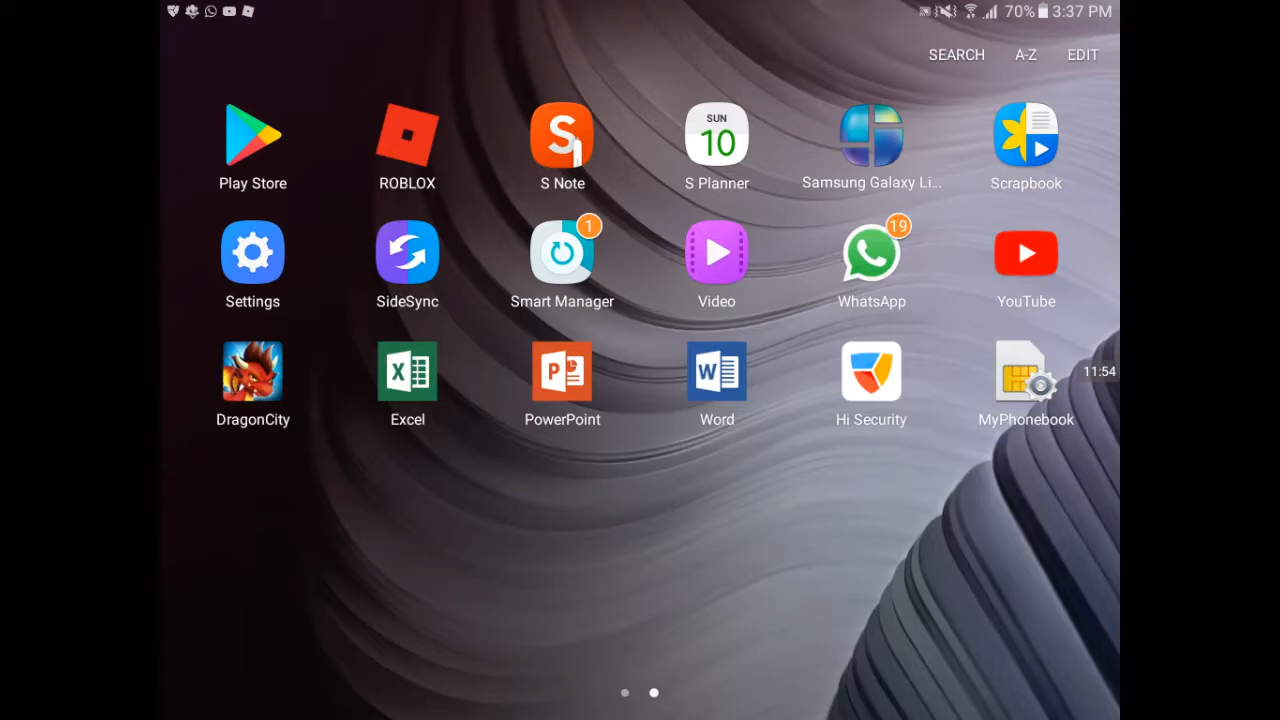 70% 3:37 PM
SEARCH A-Z EDIT
SUN
10
S
Play Store ROBLOX S Note S Planner Samsung Galaxy Li... Scrapbook
1 19
Settings SideSync Smart Manager Video WhatsApp YouTube
X P W
11:54
DragonCity Excel PowerPoint Word Hi Security MyPhonebook